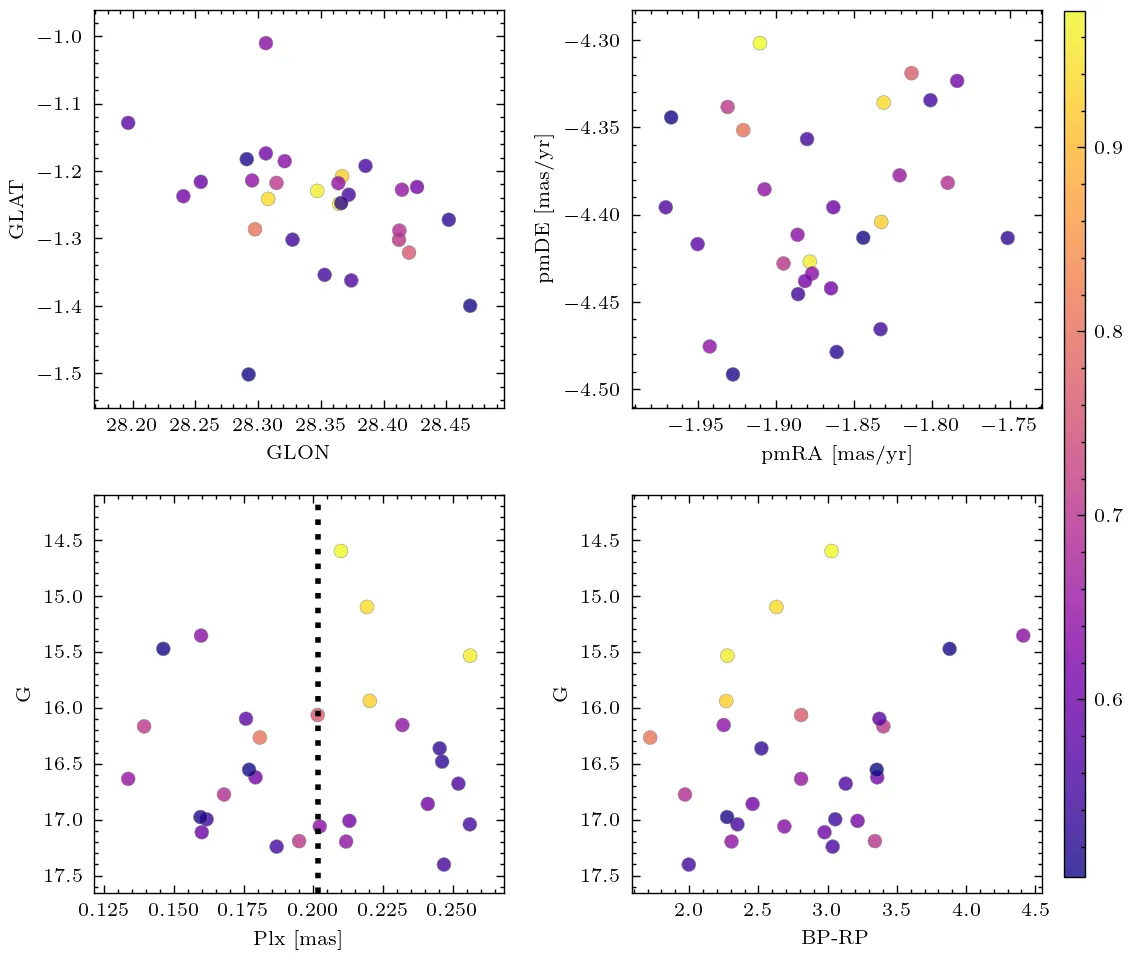 −1.0
−1.1
−1.2
−1.3
−1.4
−1.5
GLAT
28.20 28.25 28.30 28.35 28.40 28.45
GLON
−4.30
−4.35
−4.40
−4.45
−4.50
pmDE [mas/yr]
−1.95 −1.90 −1.85 −1.80 −1.75
pmRA [mas/yr]
14.5
15.0
15.5
16.0
16.5
17.0
17.5
G
0.125 0.150 0.175 0.200 0.225 0.250
Plx [mas]
14.5
15.0
15.5
16.0
16.5
17.0
17.5
G
2.0 2.5 3.0 3.5 4.0 4.5
BP-RP
0.9
0.8
0.7
0.6